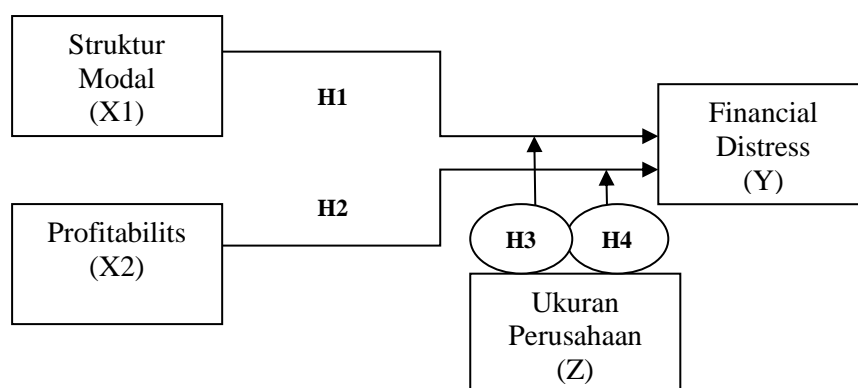 Struktur
Modal
(X1)
H1
Financial
Distress
(Y)
H2
Profitabilits
(X2)
H3
H4
Ukuran
Perusahaan
(Z)